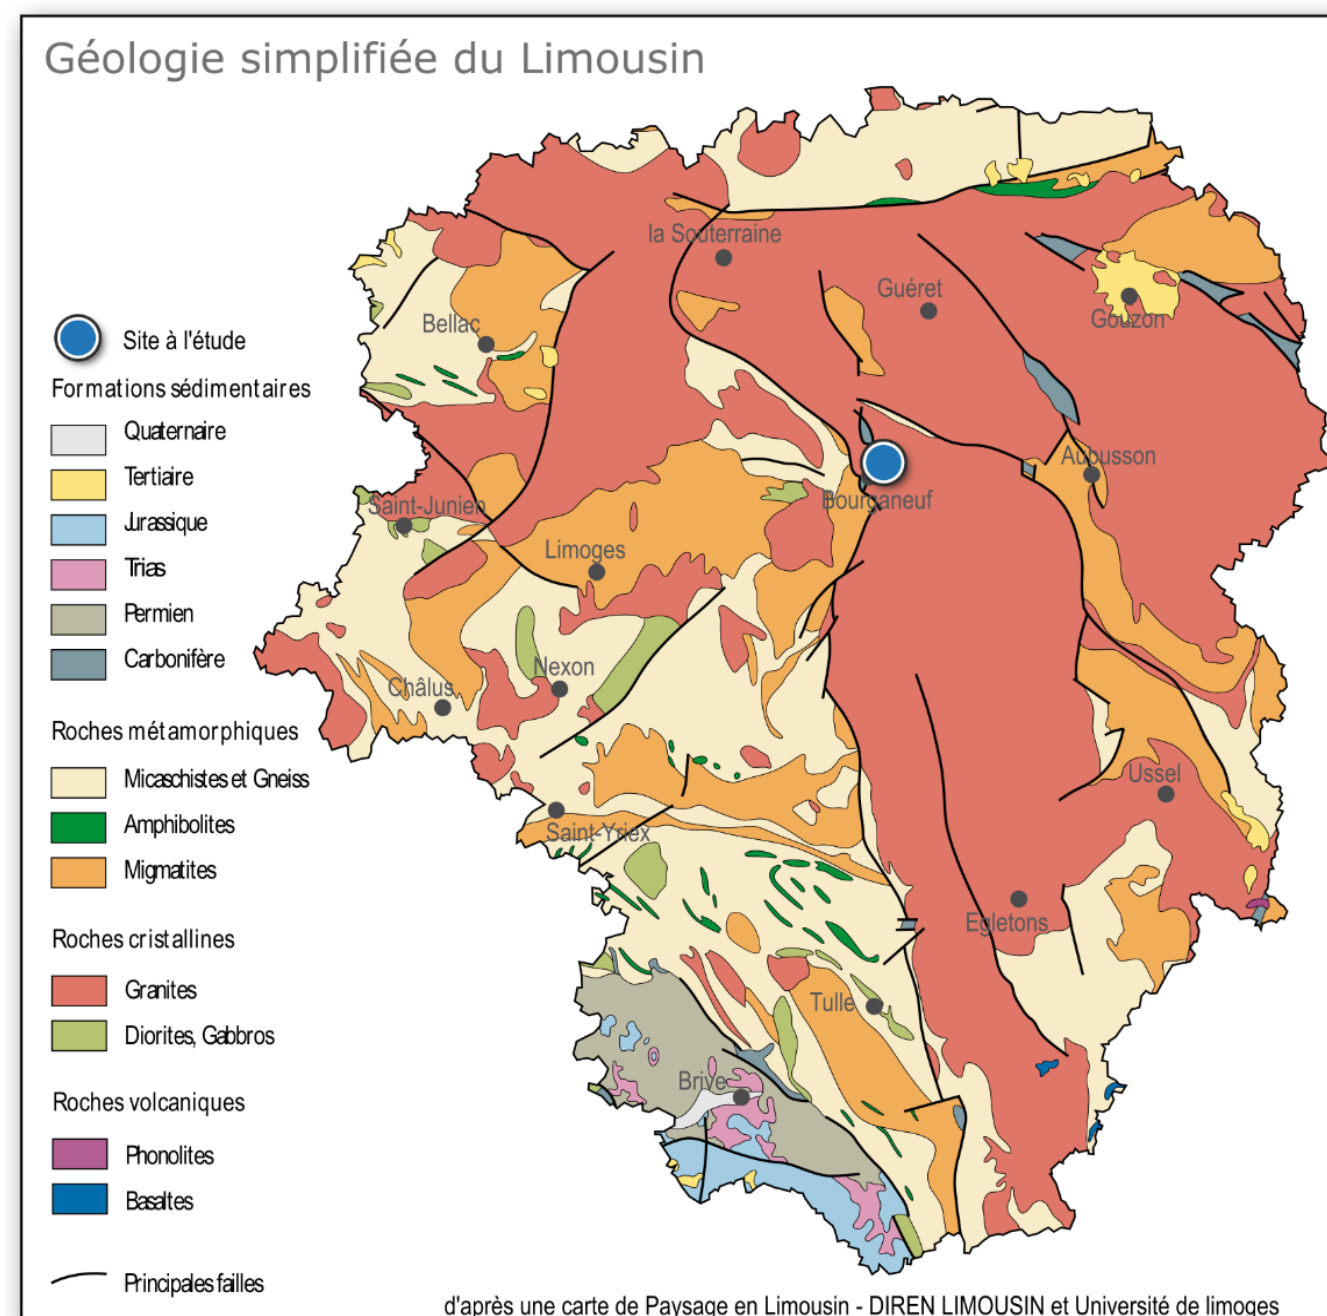 Géologie simplifiée du Limousin
la Souterraine
Guéret
Gouzon
Bellac
Site à l'étude
Formations sédimentaires
Quaternaire
Tertiaire
Jurassique
Trias
Permien
Carbonifère
Aubusson
Bourganeuf
Saint-Junien
Limoges
Nexon
Châlus
Roches métamorphiques
Micaschistes et Gneiss
Amphibolites
Migmatites
Ussel
Saint-Yriex
Egletons
Roches cristallines
Granites
Diorites, Gabbros
Tulle
Brive
Roches volcaniques
Phonolites
Basaltes
Principales failles
d'après une carte de Paysage en Limousin - DIREN LIMOUSIN et Université de limoges